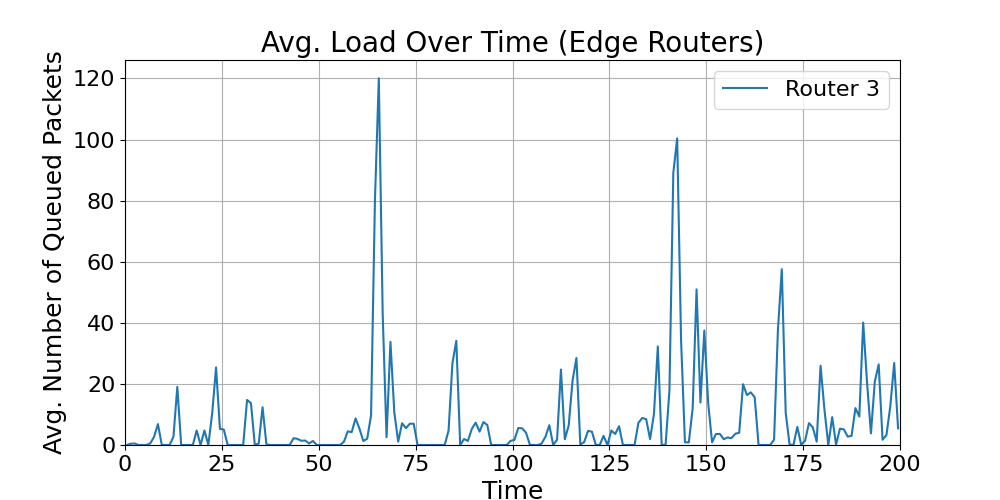 Avg. Load Over Time (Edge Routers)
Avg. Number of Queued Packets
120
100
80
60
40
20
0
Router 3
0 25 50 75 100 125 150 175 200
Time